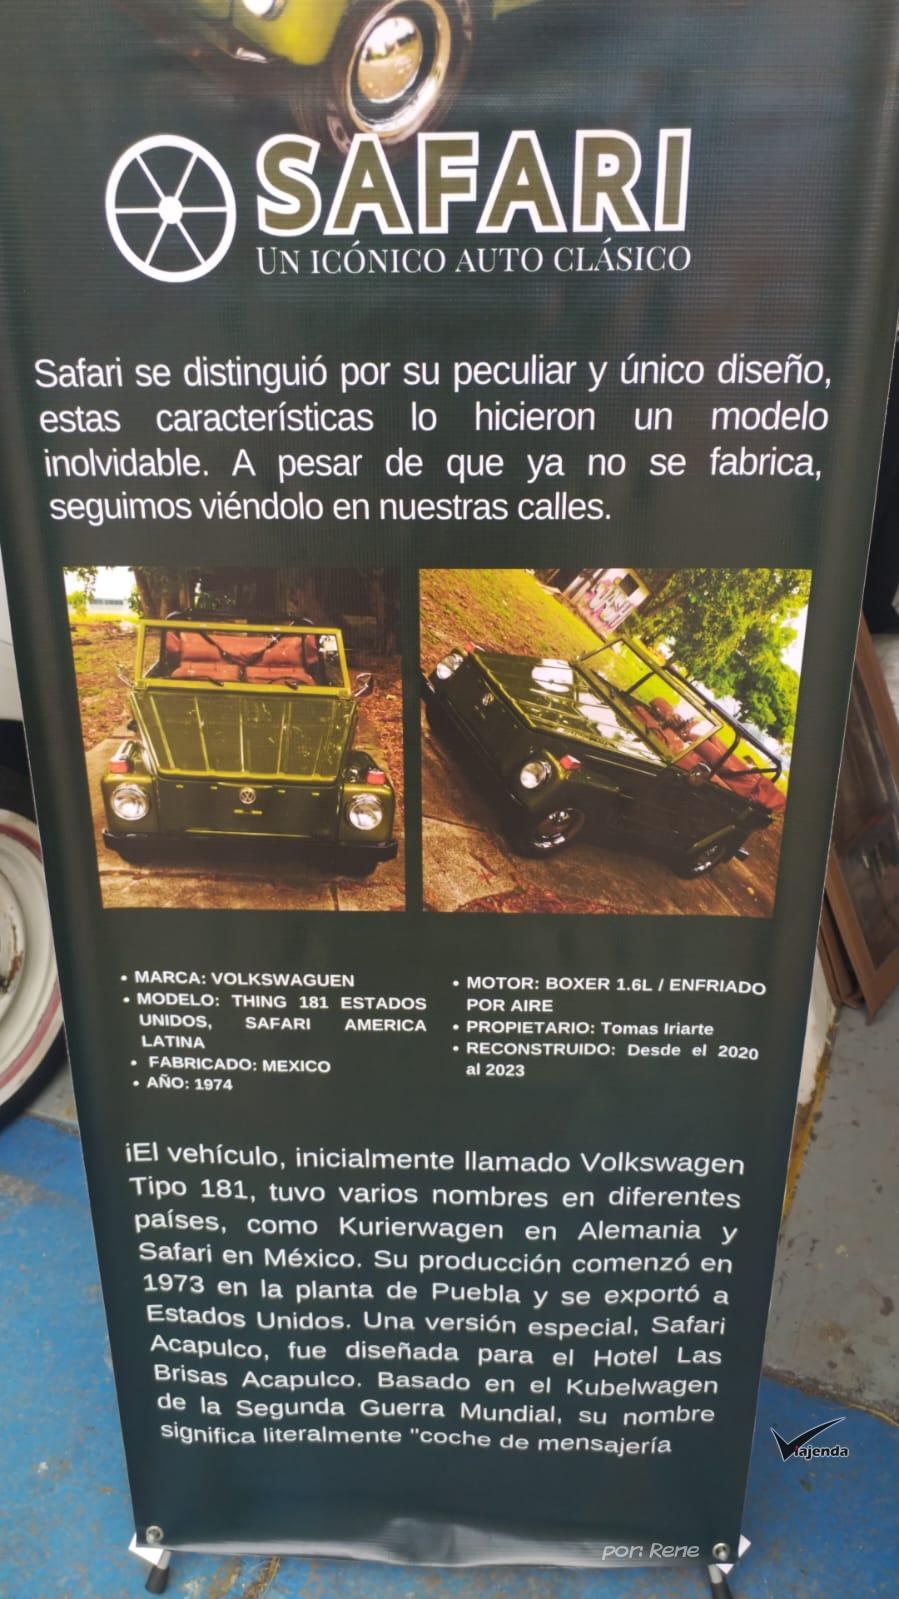 SAFARI
UN ICÓNICO AUTO CLÁSICO
Safari se distinguió por su peculiar y único diseño,
estas características lo hicieron un modelo
inolvidable. A pesar de que ya no se fabrica,
seguimos viéndolo en nuestras calles.
• MARCA: VOLKSWAGUEN
• MODELO: THING 181 ESTADOS
UNIDOS, SAFARI AMERICA
LATINA
• FABRICADO: MEXICO
• AÑO: 1974
• MOTOR: BOXER 1.6L / ENFRIADO
POR AIRE
• PROPIETARIO: Tomas Iriarte
• RECONSTRUIDO: Desde el 2020
al 2023
¡El vehículo, inicialmente llamado Volkswagen
Tipo 181, tuvo varios nombres en diferentes
países, como Kurierwagen en Alemania y
Safari en México. Su producción comenzó en
1973 en la planta de Puebla y se exportó a
Estados Unidos. Una versión especial, Safari
Acapulco, fue diseñada para el Hotel Las
Brisas Acapulco. Basado en el Kubelwagen
de la Segunda Guerra Mundial, su nombre
significa literalmente "coche de mensajería
Viajenda
por: Rene